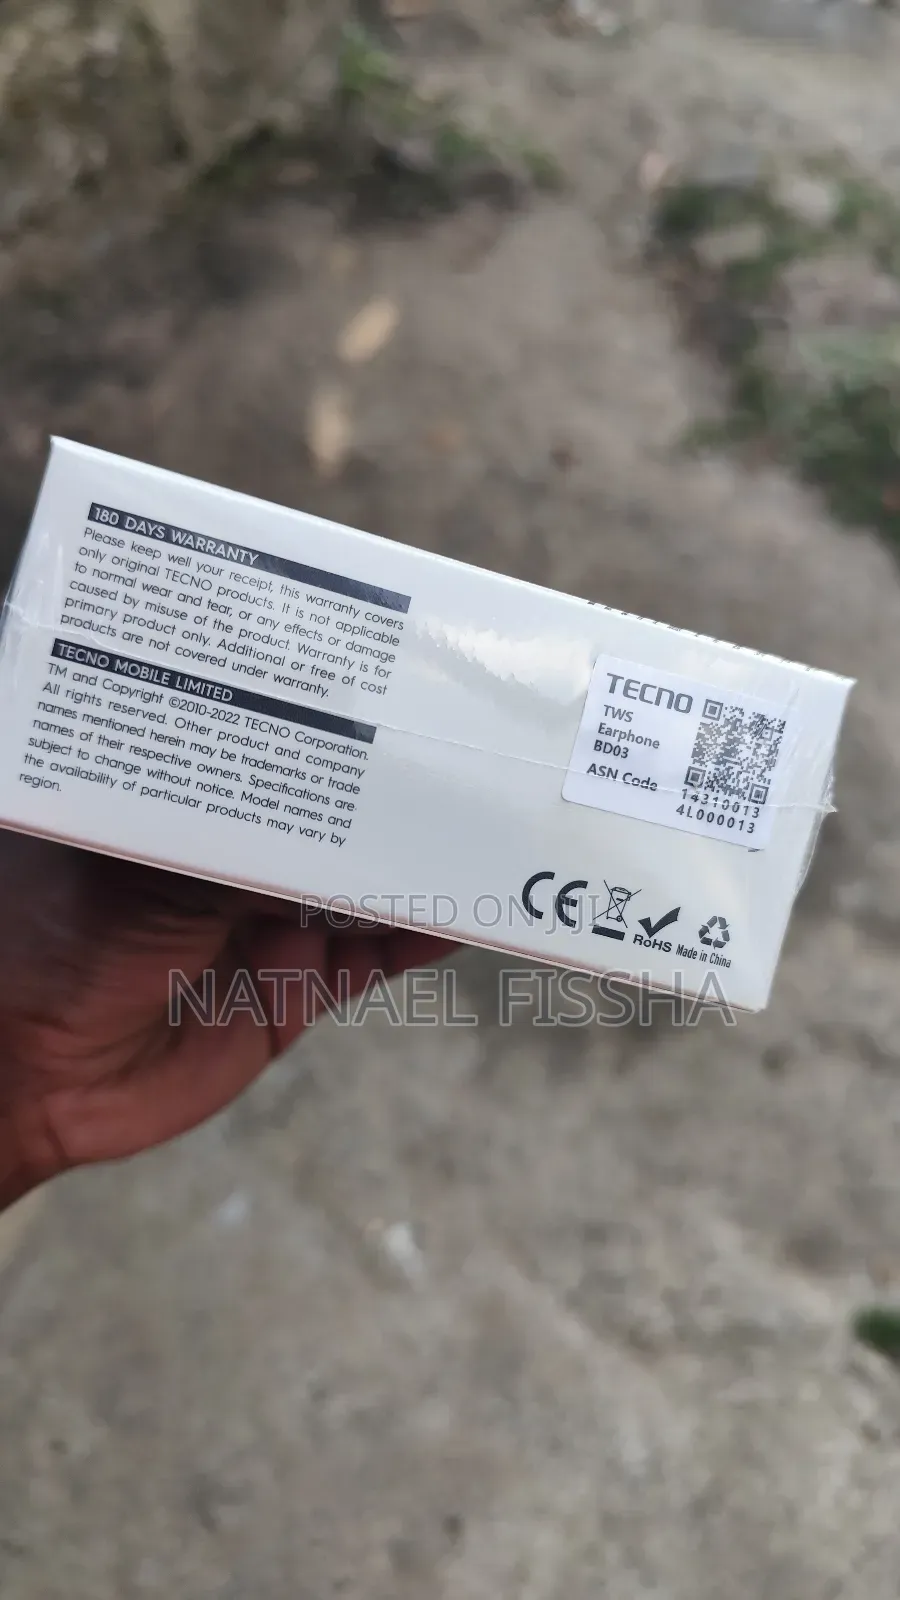 180 DAYS WARRANTY
Please keep well your receipt, this warranty covers
only original TECNO products. It is not applicable
to normal wear and tear, or any effects or damage
caused by misuse of the product. Warranty is for
primary product only. Additional or free of cost
products are not covered under warranty.
TECNO MOBILE LIMITED
TM and Copyright ©2010-2022 TECNO Corporation.
All rights reserved. Other product and company
names mentioned herein may be trademarks or trade
names of their respective owners. Specifications are
subject to change without notice. Model names and
the availability of particular products may vary by
region.
TECNO
TWS
Earphone
BD03
ASN Code
14310013
4L000013
CE
RoHS
Made in China
POSTED ON JIJI
NATNAEL FISSHA